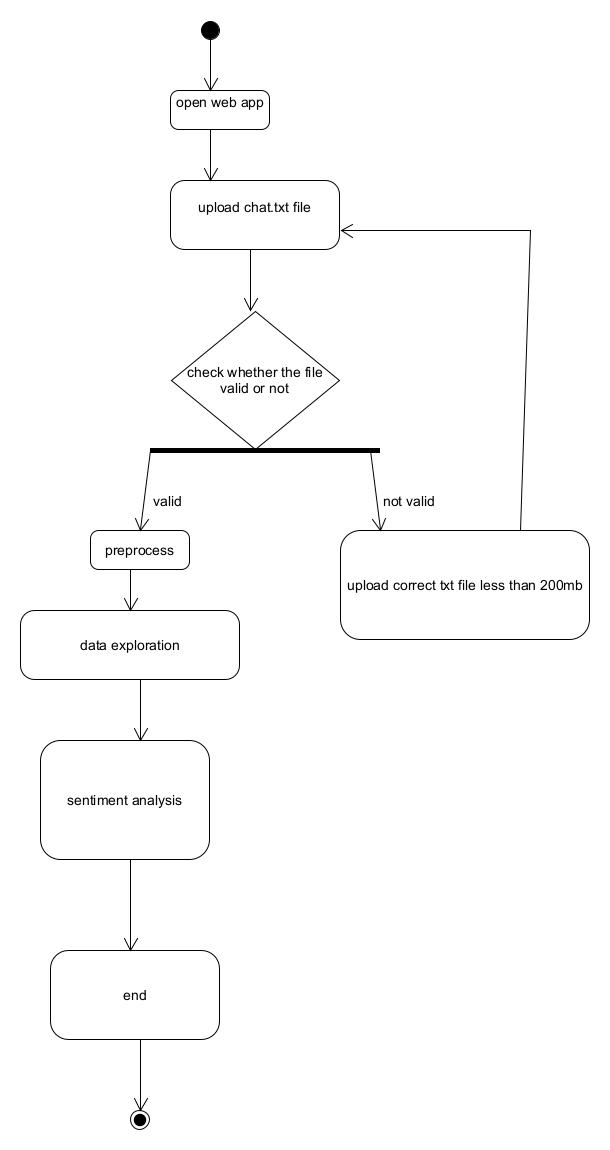 open web app
upload chat.txt file
check whether the file
valid or not
valid
not valid
preprocess
upload correct txt file less than 200mb
data exploration
sentiment analysis
end